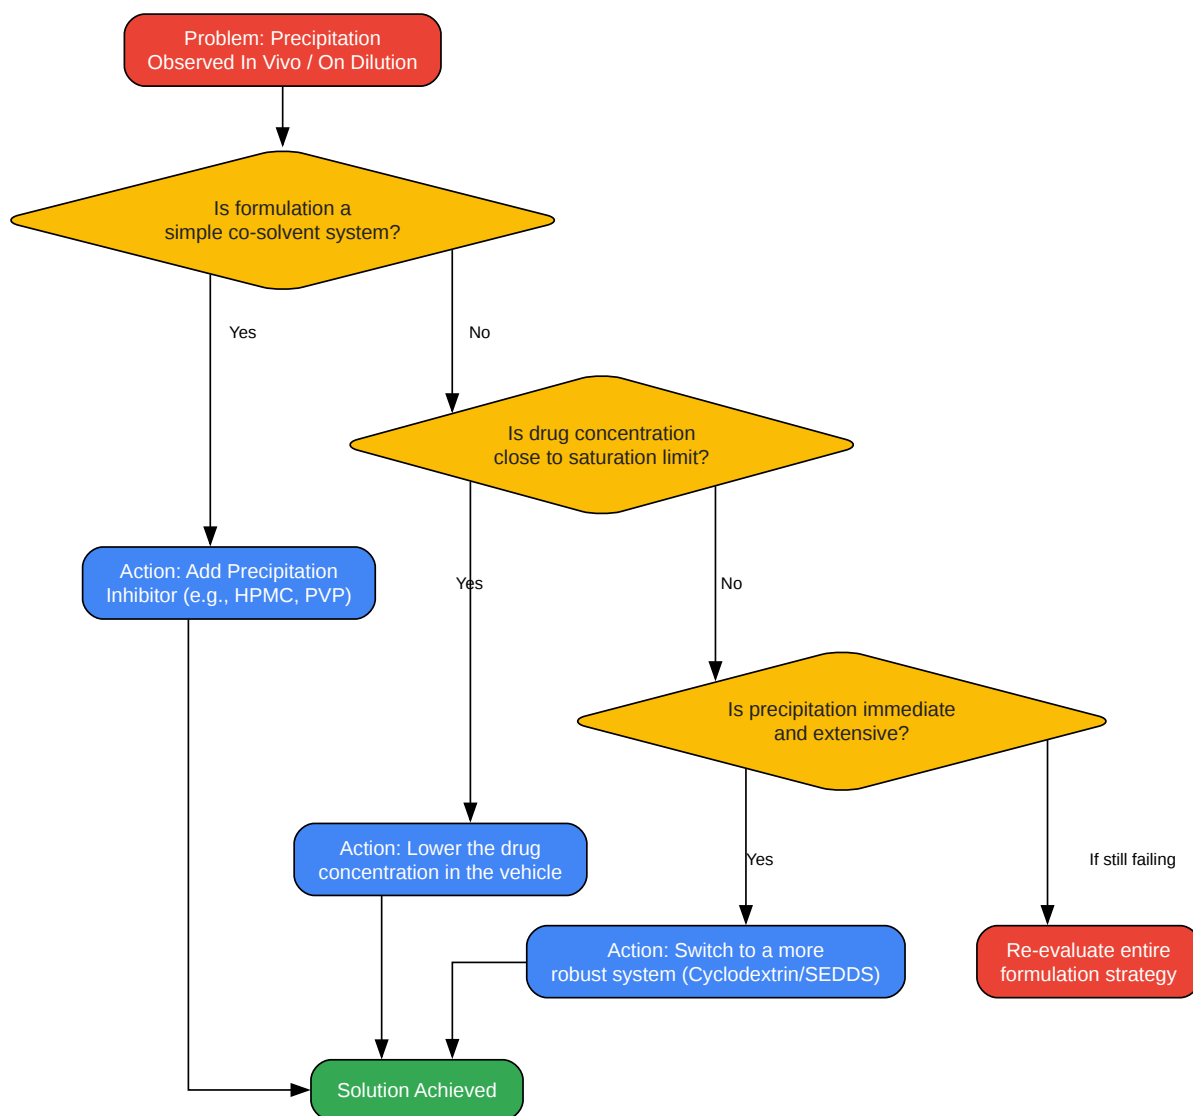 Problem: Precipitation
Observed In Vivo / On Dilution
Is formulation a
simple co-solvent system?
Yes
No
Is drug concentration
close to saturation limit?
Action: Add Precipitation
Inhibitor (e.g., HPMC, PVP)
Yes
No
Is precipitation immediate
and extensive?
Action: Lower the drug
concentration in the vehicle
Yes
If still failing
Action: Switch to a more
robust system (Cyclodextrin/SEDDS)
Re-evaluate entire
formulation strategy
Solution Achieved